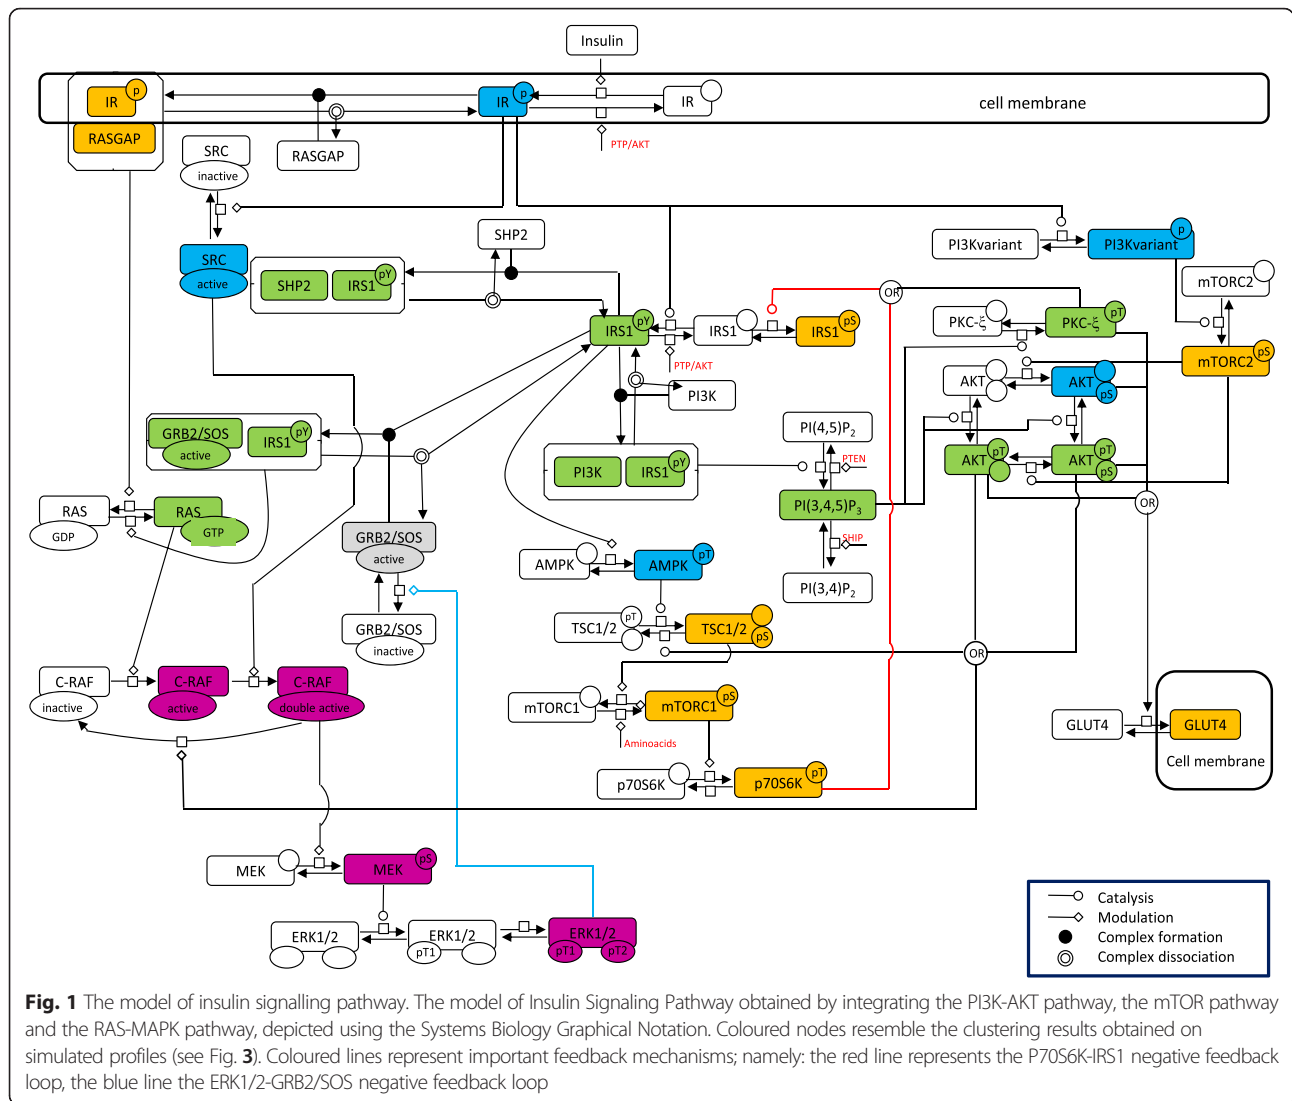 Insulin
IR
p
IR
p
IR
cell membrane
RASGAP
RASGAP
PTP/AKT
SRC
inactive
SHP2
PI3Kvariant
PI3Kvariant
p
SRC
active
SHP2
IRS1
pY
mTORC2
OR
PKC-ξ
PKC-ξ
pT
IRS1
pY
IRS1
IRS1
pS
mTORC2
pS
PTP/AKT
AKT
AKT
pS
PI3K
GRB2/SOS
active
IRS1
pY
PI(4,5)P2
PI3K
IRS1
pY
PTEN
AKT
pT
AKT
pT
pS
PI(3,4,5)P3
OR
RAS
GDP
RAS
GTP
GRB2/SOS
active
SHIP
AMPK
AMPK
pT
PI(3,4)P2
GRB2/SOS
inactive
TSC1/2
pT
TSC1/2
pS
OR
C-RAF
inactive
C-RAF
active
C-RAF
double active
mTORC1
mTORC1
pS
GLUT4
GLUT4
Aminoacids
Cell membrane
p70S6K
p70S6K
pT
MEK
MEK
pS
ERK1/2
ERK1/2
pT1
ERK1/2
pT1
pT2
Catalysis
Modulation
Complex formation
Complex dissociation
Fig. 1 The model of insulin signalling pathway. The model of Insulin Signaling Pathway obtained by integrating the PI3K-AKT pathway, the mTOR pathway
and the RAS-MAPK pathway, depicted using the Systems Biology Graphical Notation. Coloured nodes resemble the clustering results obtained on
simulated profiles (see Fig. 3). Coloured lines represent important feedback mechanisms; namely: the red line represents the P70S6K-IRS1 negative feedback
loop, the blue line the ERK1/2-GRB2/SOS negative feedback loop